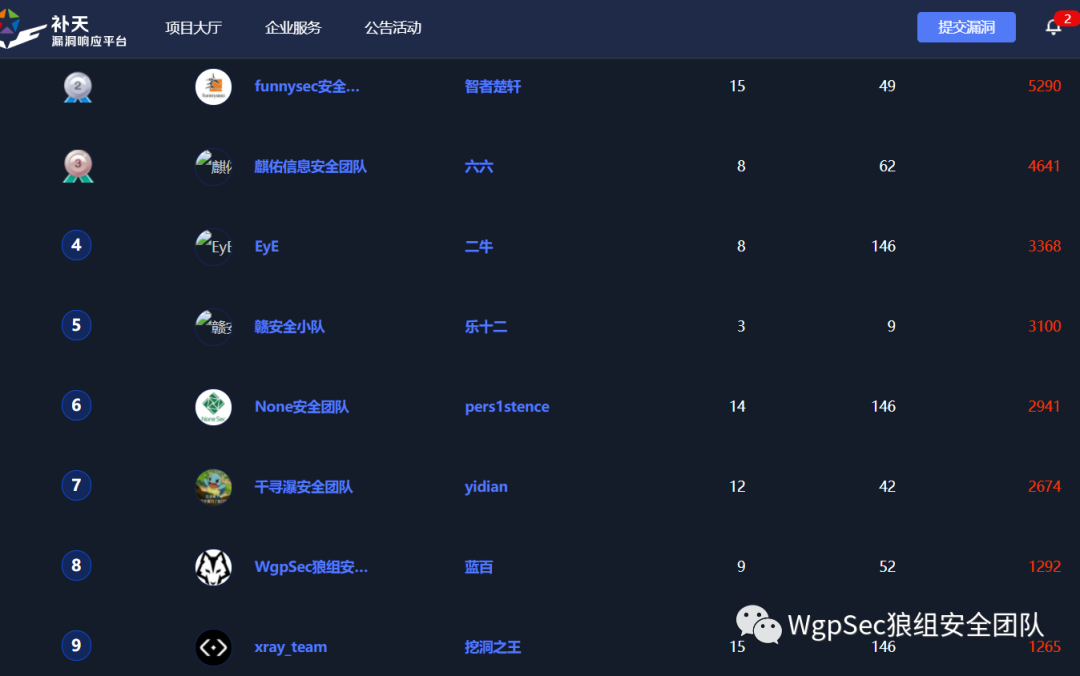 补天
漏洞响应平台
项目大厅 企业服务 公告活动 提交漏洞 2
2 funnysec安全... 智者楚轩 15 49 5290
3 麒佑信息安全团队 六六 8 62 4641
4 EyE EyE 二牛 8 146 3368
5 赣安全小队 乐十二 3 9 3100
6 None安全团队 pers1stence 14 146 2941
7 千寻瀑安全团队 yidian 12 42 2674
8 WgpSec狼组安... 蓝百 9 52 1292
WgpSec狼组安全团队
9 xray_team 挖洞之王 15 146 1265